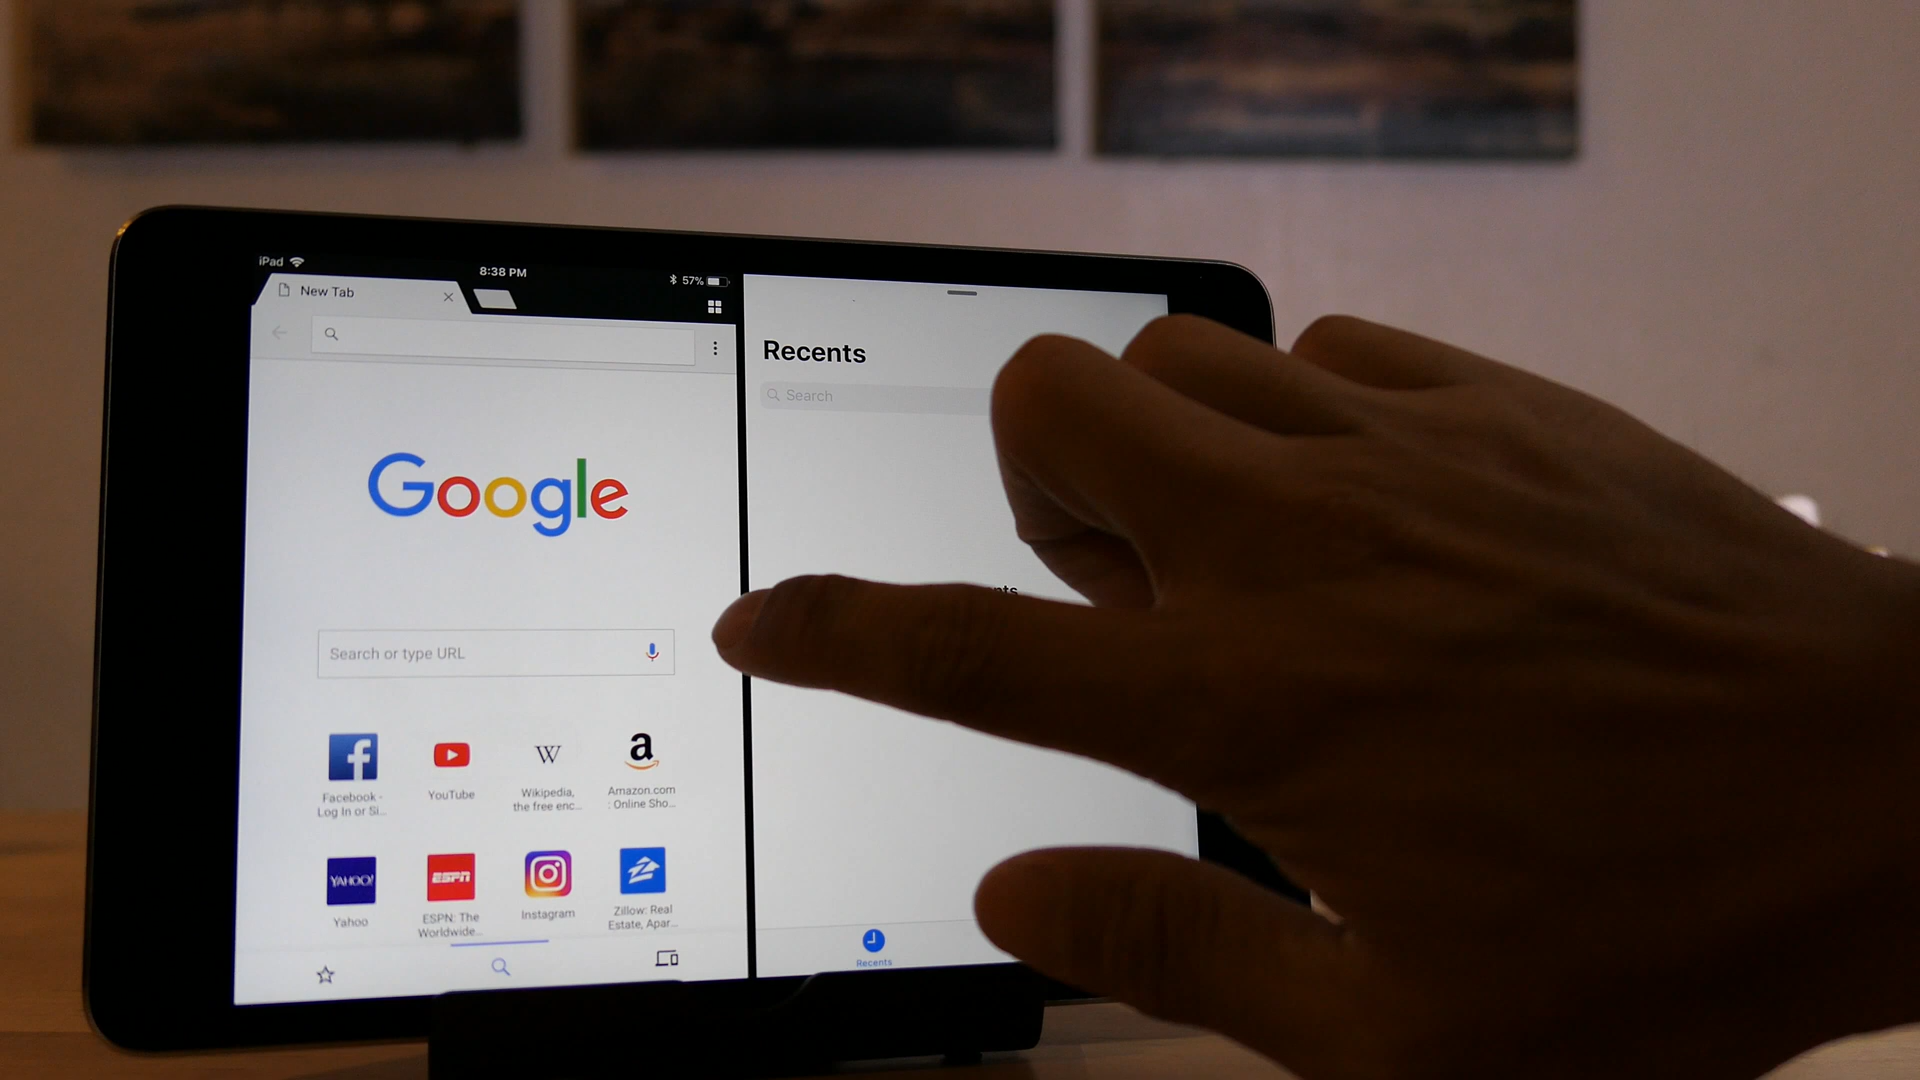 iPad
8:38 PM
57%
New Tab
Google
Search or type URL
Facebook -
Log In or Si...
YouTube
W
Wikipedia,
the free enc...
a
Amazon.com
: Online Sho...
YAHOO!
Yahoo
ESPN
ESPN: The
Worldwide...
Instagram
Zillow: Real
Estate, Apar...
Recents
Search
Recents